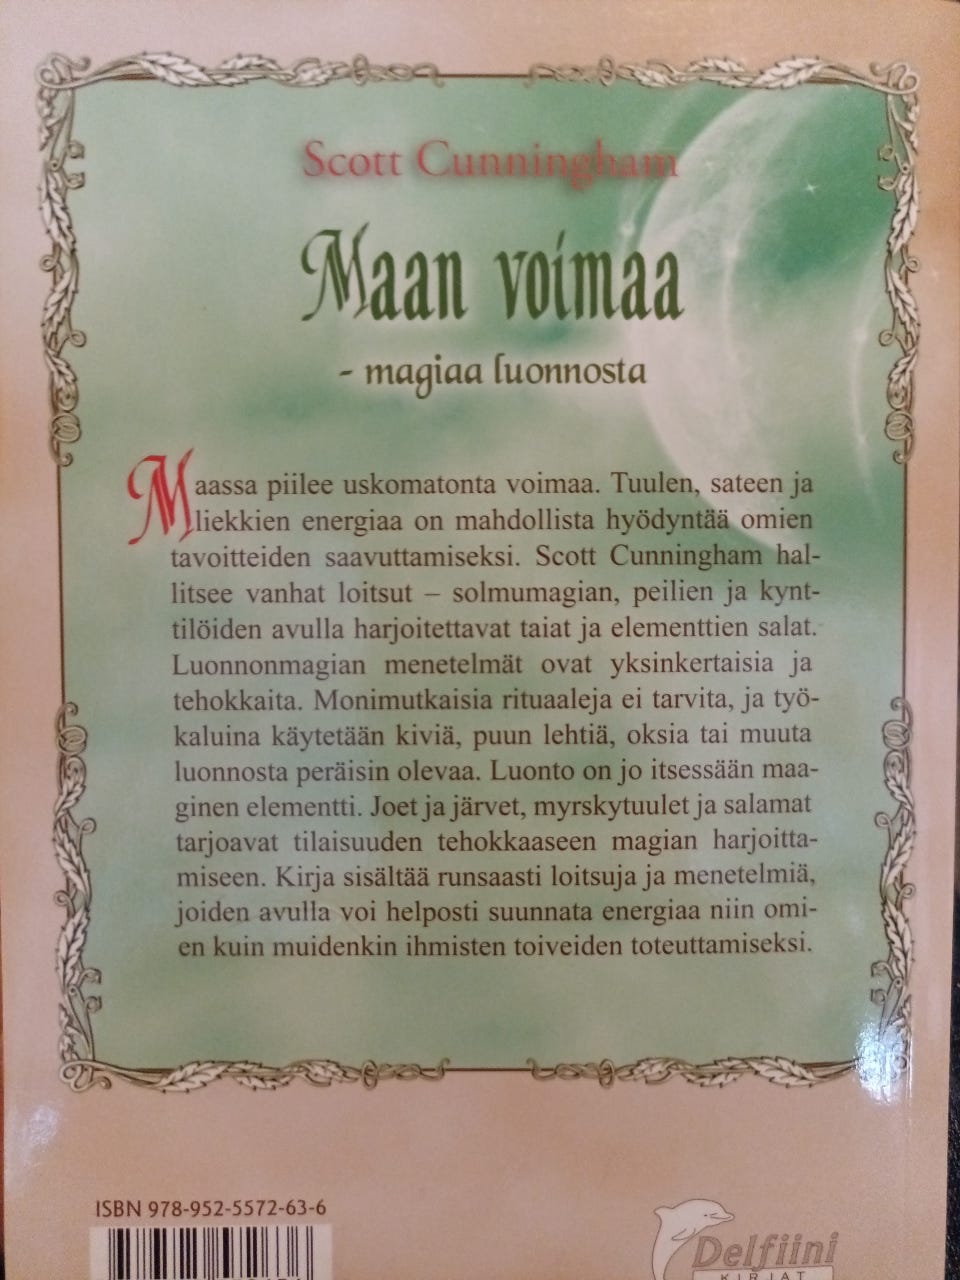 Scott Cunningham
Maan voimaa
- magiaa luonnosta
Maassa piilee uskomatonta voimaa. Tuulen, sateen ja
liekkien energiaa on mahdollista hyödyntää omien
tavoitteiden saavuttamiseksi. Scott Cunningham hal-
litsee vanhat loitsut – solmumagian, peilien ja kynt-
tilöiden avulla harjoitettavat taiat ja elementtien salat.
Luonnonmagian menetelmät ovat yksinkertaisia ja
tehokkaita. Monimutkaisia rituaaleja ei tarvita, ja työ-
kaluina käytetään kiviä, puun lehtiä, oksia tai muuta
luonnosta peräisin olevaa. Luonto on jo itsessään maa-
ginen elementti. Joet ja järvet, myrskytuulet ja salamat
tarjoavat tilaisuuden tehokkaaseen magian harjoitta-
miseen. Kirja sisältää runsaasti loitsuja ja menetelmiä,
joiden avulla voi helposti suunnata energiaa niin omi-
en kuin muidenkin ihmisten toiveiden toteuttamiseksi.
ISBN 978-952-5572-63-6
Delfiini
KIRJAT